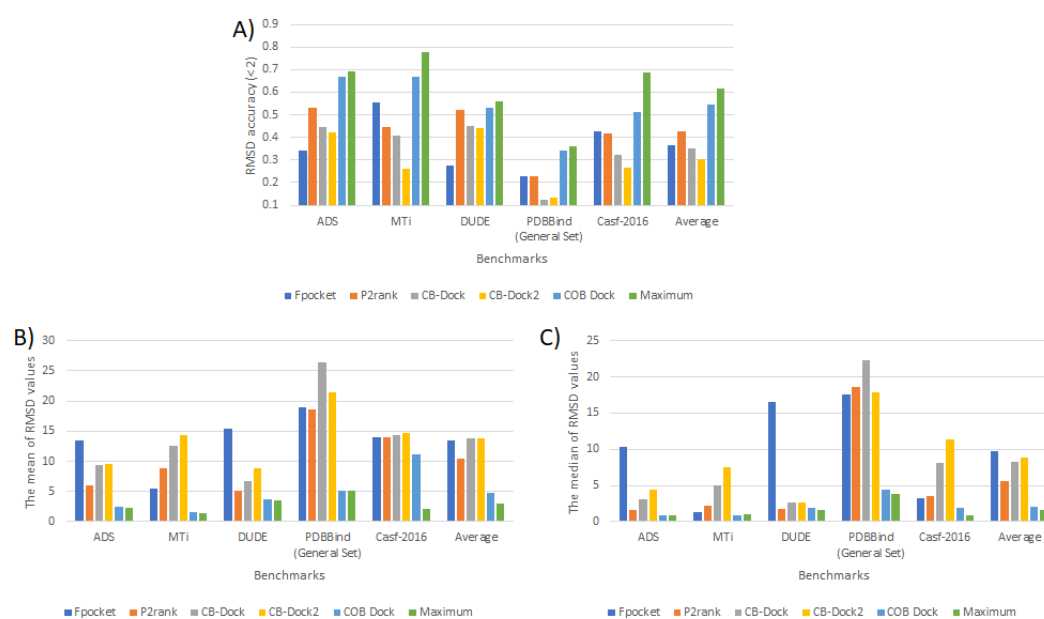 A)
RMSD accuracy (<2)
0.9
0.8
0.7
0.6
0.5
0.4
0.3
0.2
0.1
ADS MTi DUDE PDBBind (General Set) Casf-2016 Average
Benchmarks
Fpocket P2rank CB-Dock CB-Dock2 COB Dock Maximum
B)
The mean of RMSD values
30
25
20
15
10
5
0
ADS MTi DUDE PDBBind (General Set) Casf-2016 Average
Benchmarks
Fpocket P2rank CB-Dock CB-Dock2 COB Dock Maximum
C)
The median of RMSD values
25
20
15
10
5
0
ADS MTi DUDE PDBBind (General Set) Casf-2016 Average
Benchmarks
Fpocket P2rank CB-Dock CB-Dock2 COB Dock Maximum